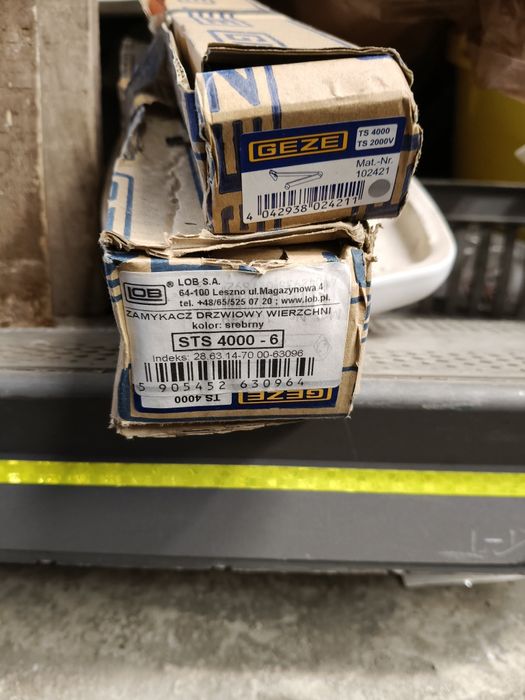 LOB
GEZE
TS 4000
TS 2000V
Mat.-Nr.
102421
4 042938 024211
LOB ® LOB S.A.
64-100 Leszno ul.Magazynowa 4
tel. +48/65/525 07 20 ; www.lob.pl.
ZAMYKACZ DRZWIOWY WIERZCHNI
kolor: srebrny
STS 4000 - 6
Indeks: 28 63 14-70 00-63096
5 905452 630964
TS 4000
GEZE